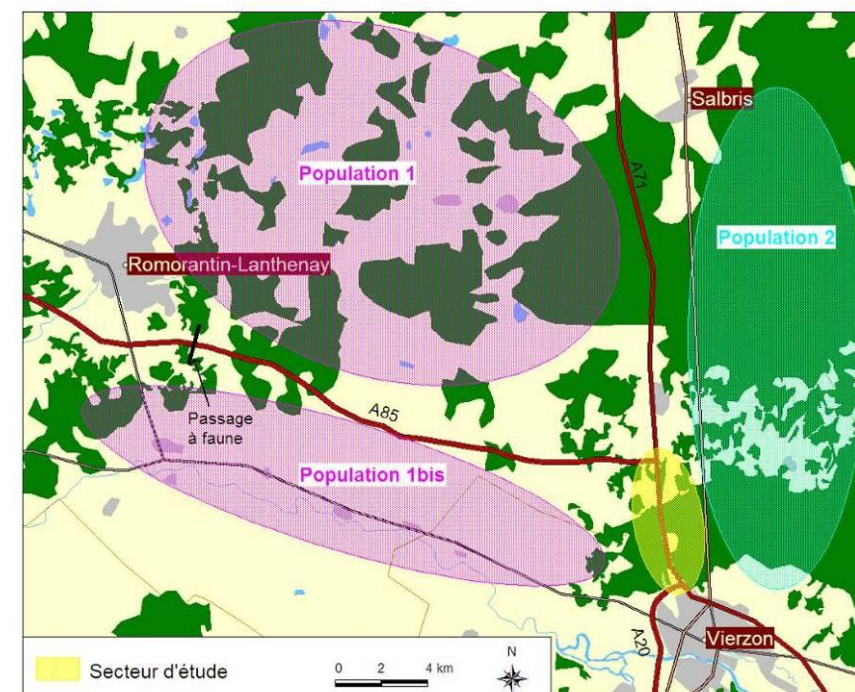 Salbris
Population 1
A71
Population 2
Romorantin-Lanthenay
Passage
à faune
A85
Population 1bis
A20
Vierzon
Secteur d'étude
0 2 4 km
N